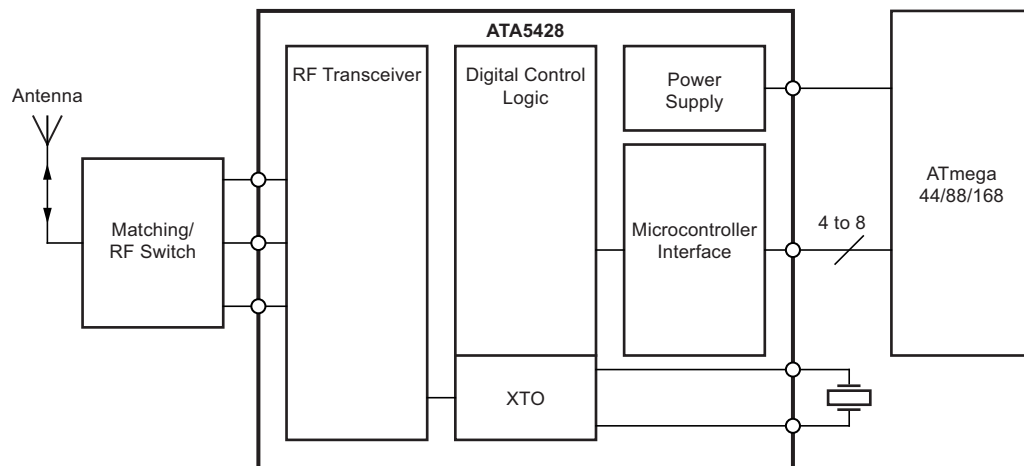 ATA5428
RF Transceiver
Digital Control
Logic
Power
Supply
Antenna
ATmega
44/88/168
Matching/
RF Switch
Microcontroller
Interface
4 to 8
XTO